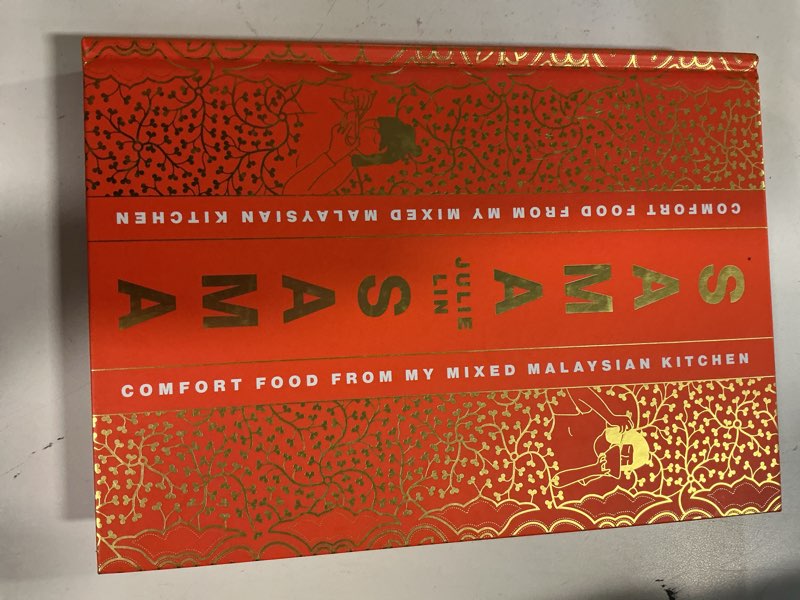 COMFORT FOOD FROM MY MIXED MALAYSIAN KITCHEN
SAMA
JULIE
LIN
SAMA
COMFORT FOOD FROM MY MIXED MALAYSIAN KITCHEN